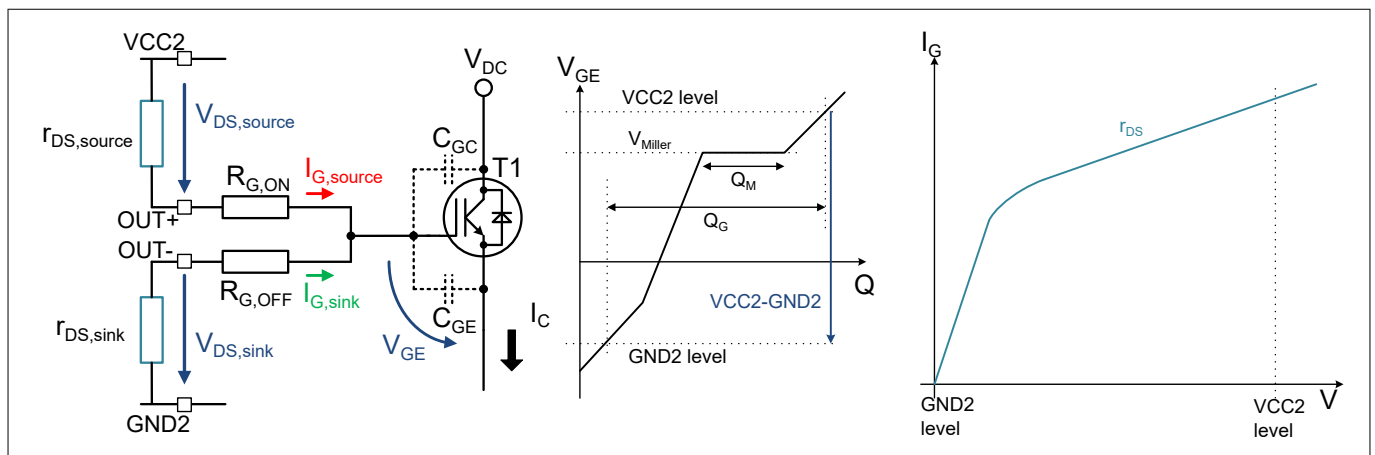 VCC2
rDS,source
VDS,source
RG,ON
IG,source
OUT+
OUT-
RG,OFF
IG,sink
rDS,sink
VDS,sink
GND2
VDC
CGC
T1
CGE
VGE
IC
VGE
VCC2 level
VMiller
QM
QG
Q
VCC2-GND2
GND2 level
IG
rDS
GND2
level
VCC2
level
V